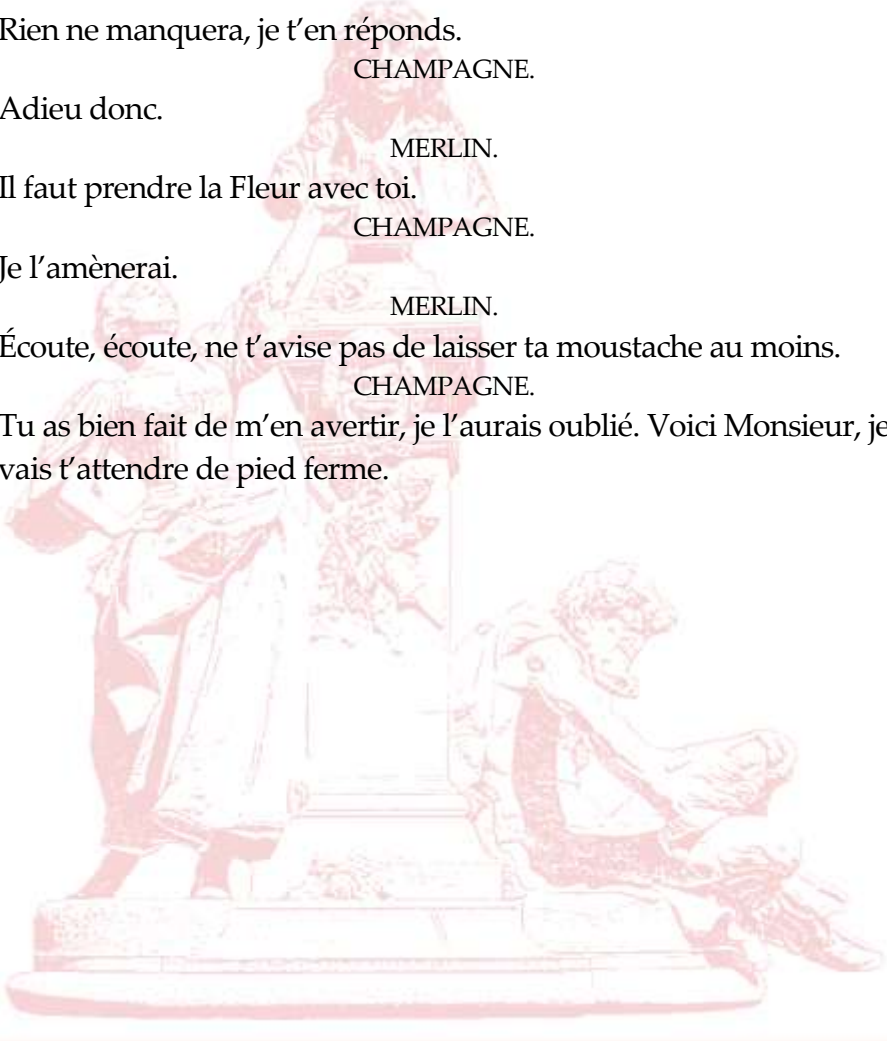 Rien ne manquera, je t’en réponds.
CHAMPAGNE.
Adieu donc.
MERLIN.
Il faut prendre la Fleur avec toi.
CHAMPAGNE.
Je l’amènerai.
MERLIN.
Écoute, écoute, ne t’avise pas de laisser ta moustache au moins.
CHAMPAGNE.
Tu as bien fait de m’en avertir, je l’aurais oublié. Voici Monsieur, je
vais t’attendre de pied ferme.